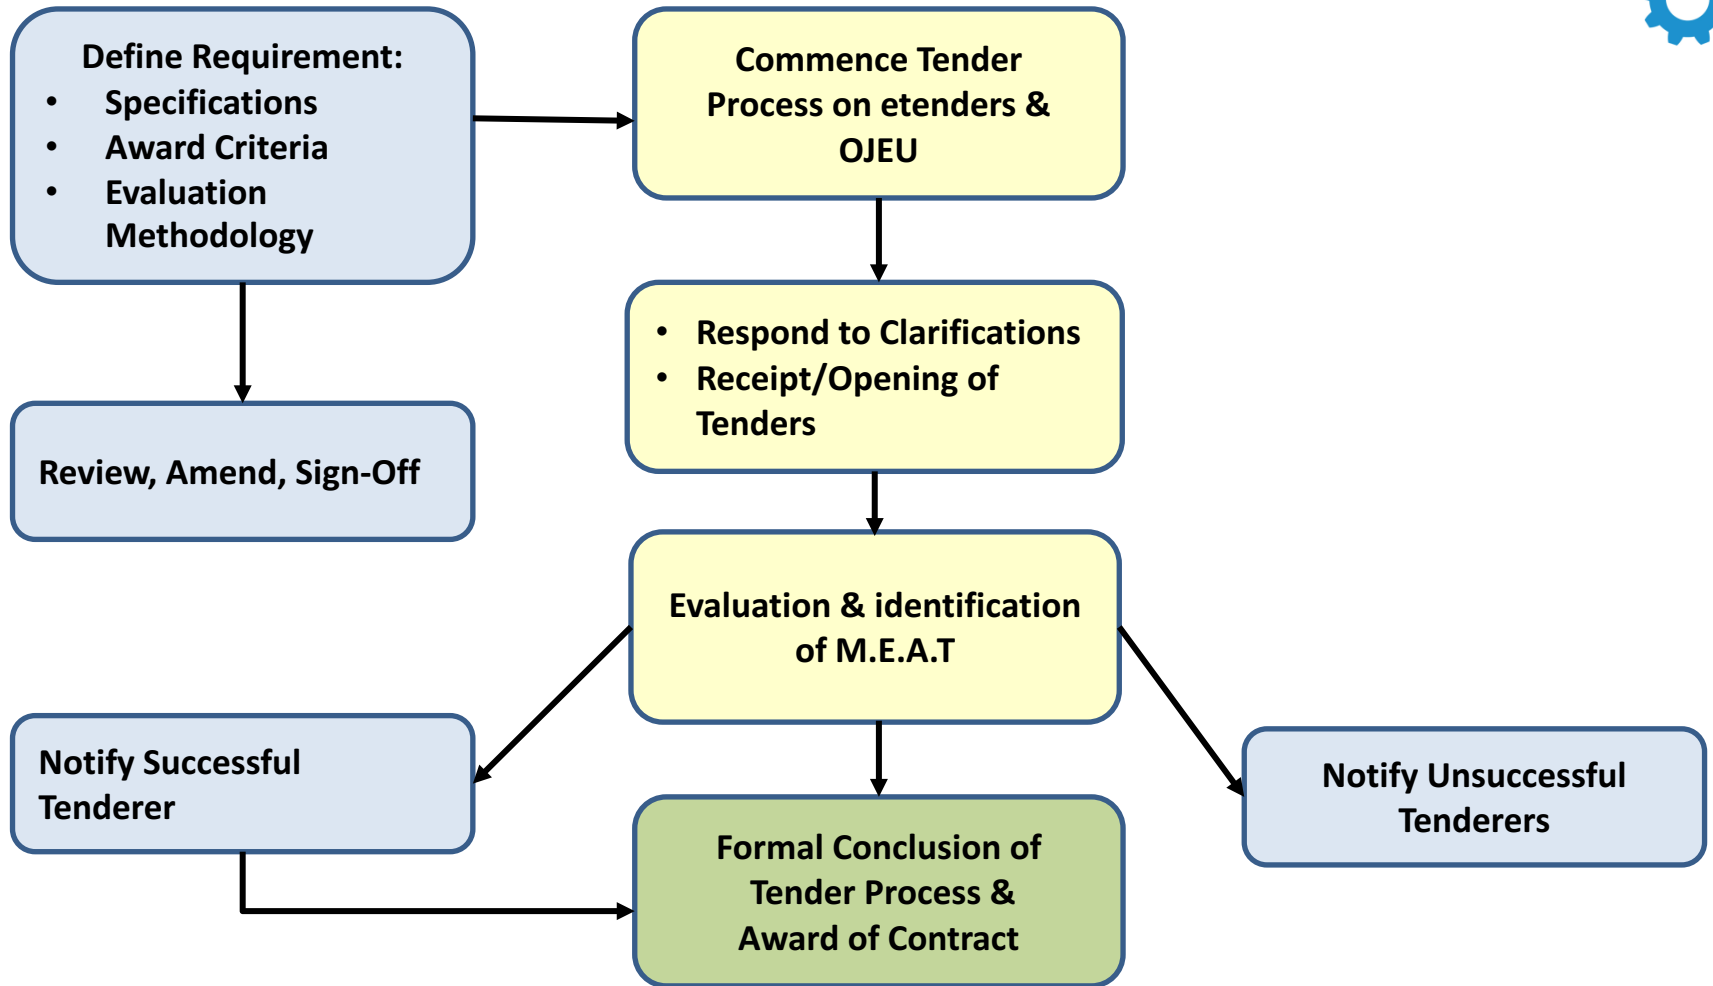 Define Requirement:
• Specifications
• Award Criteria
• Evaluation
Methodology
Commence Tender
Process on etenders &
OJEU
• Respond to Clarifications
• Receipt/Opening of
Tenders
Review, Amend, Sign-Off
Evaluation & identification
of M.E.A.T
Notify Successful
Tenderer
Notify Unsuccessful
Tenderers
Formal Conclusion of
Tender Process &
Award of Contract